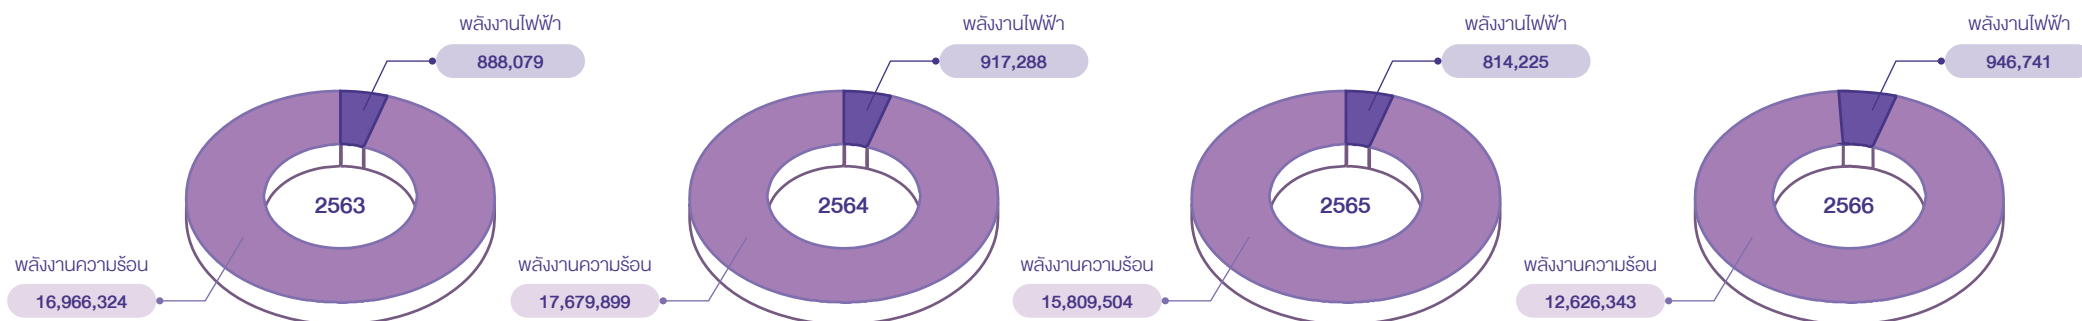 พลังงานไฟฟ้า
888,079
2563
พลังงานความร้อน
16,966,324
พลังงานไฟฟ้า
917,288
2564
พลังงานความร้อน
17,679,899
พลังงานไฟฟ้า
814,225
2565
พลังงานความร้อน
15,809,504
พลังงานไฟฟ้า
946,741
2566
พลังงานความร้อน
12,626,343